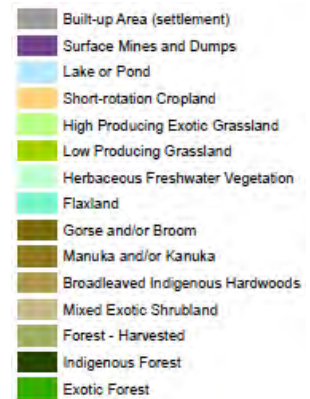 Built-up Area (settlement)
Surface Mines and Dumps
Lake or Pond
Short-rotation Cropland
High Producing Exotic Grassland
Low Producing Grassland
Herbaceous Freshwater Vegetation
Flaxland
Gorse and/or Broom
Manuka and/or Kanuka
Broadleaved Indigenous Hardwoods
Mixed Exotic Shrubland
Forest - Harvested
Indigenous Forest
Exotic Forest